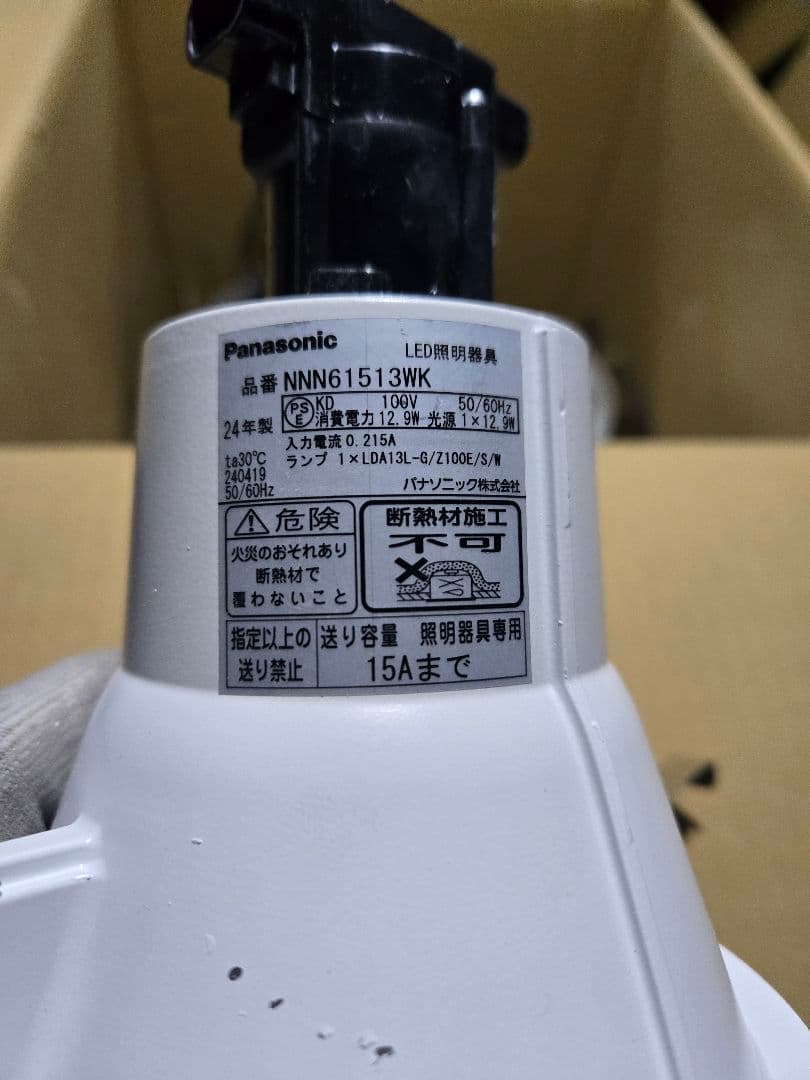 Panasonic LED照明器具
品番 NNN61513WK
PS E KD 100V 50/60Hz
消費電力 12.9W 光源 1×12.9W
24年製
入力電流 0.215A
ta30℃
ランプ 1×LDA13L-G/Z100E/S/W
240419
50/60Hz
パナソニック株式会社
危険
火災のおそれあり
断熱材で
覆わないこと
断熱材施工
不可
指定以上の
送り禁止
送り容量 照明器具専用
15Aまで